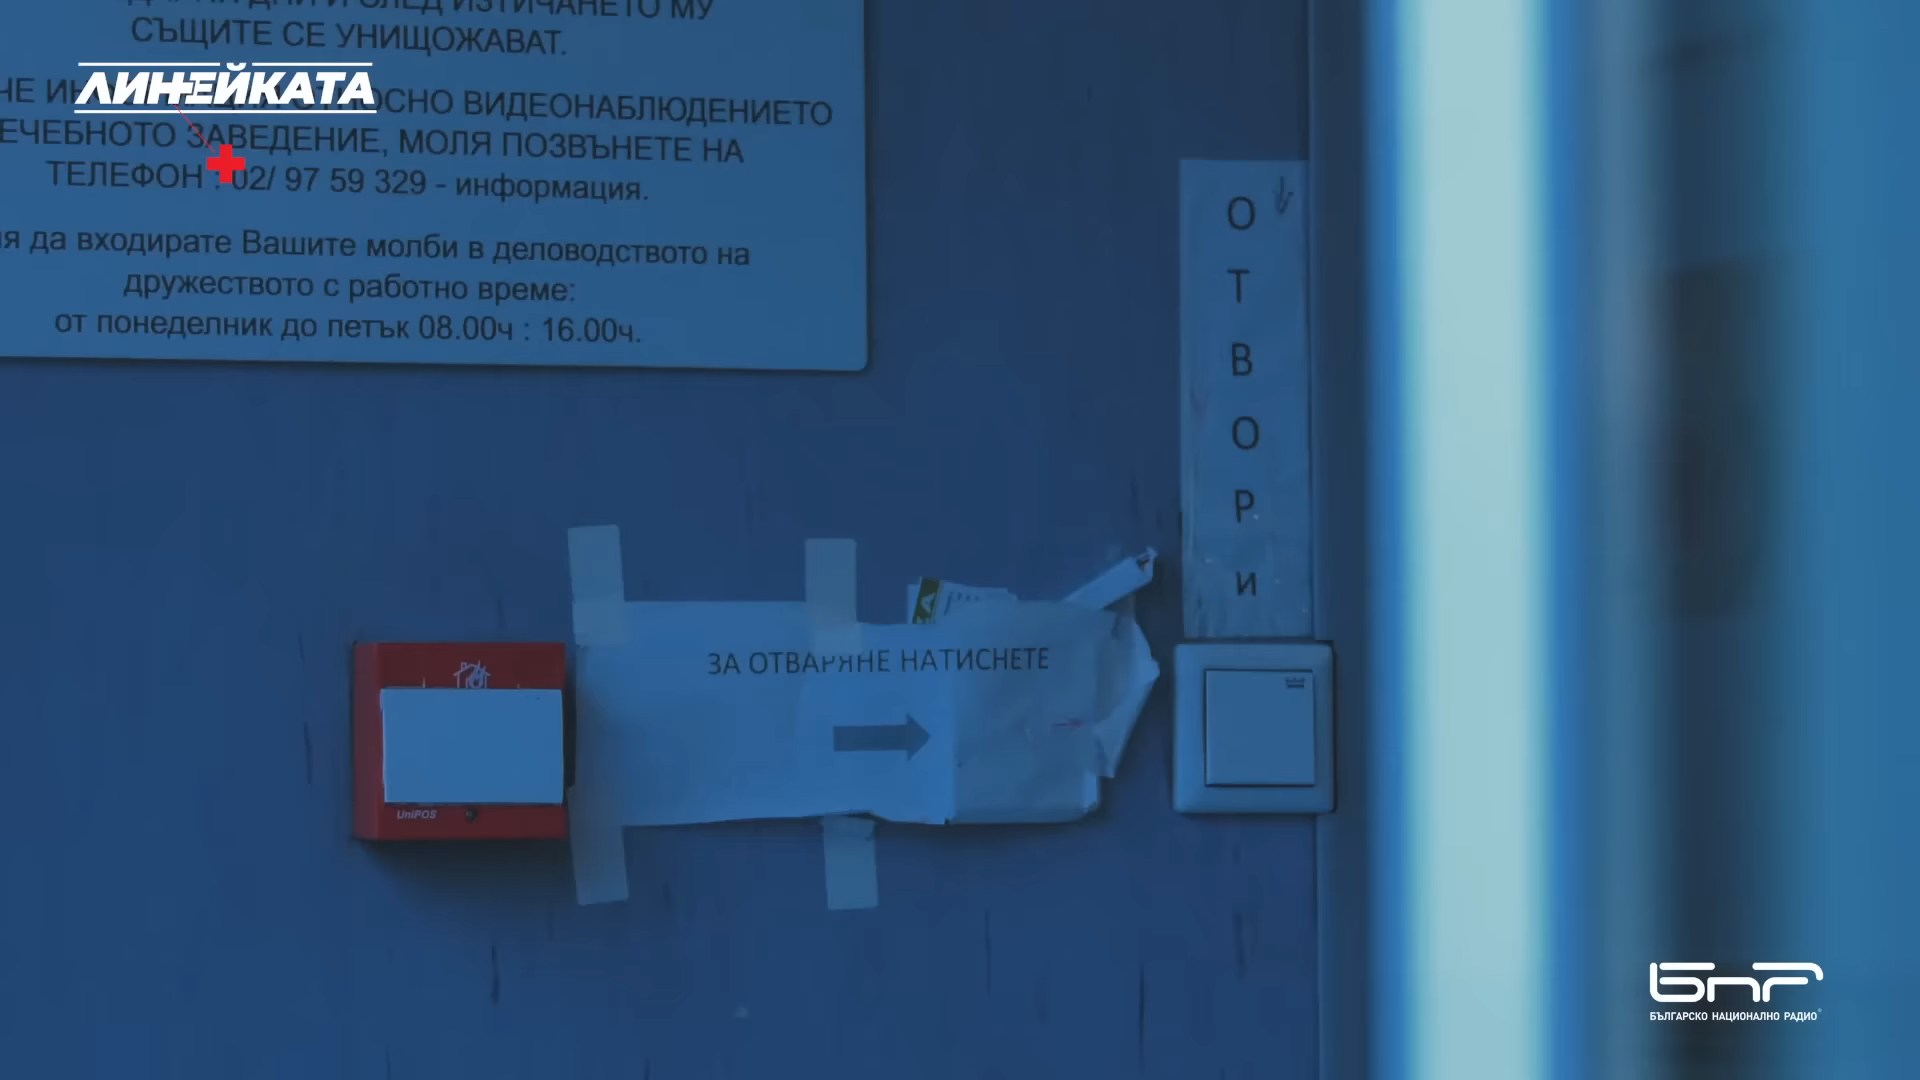 СЪЩИТЕ СЕ УНИЩОЖАВАТ.
ЛИНЕЙКАТА
ВИДЕОНАБЛЮДЕНИЕТО
ЗАВЕДЕНИЕ, МОЛЯ ПОЗВЪНЕТЕ НА
ТЕЛЕФОН : 02/ 97 59 329 - информация.
да входирате Вашите молби в деловодството на
дружеството с работно време:
от понеделник до петък 08.00ч : 16.00ч.
ОТВОРи
ЗА ОТВАРЯНЕ НАТИСНЕТЕ
UniPOS
БНР
БЪЛГАРСКО НАЦИОНАЛНО РАДИО